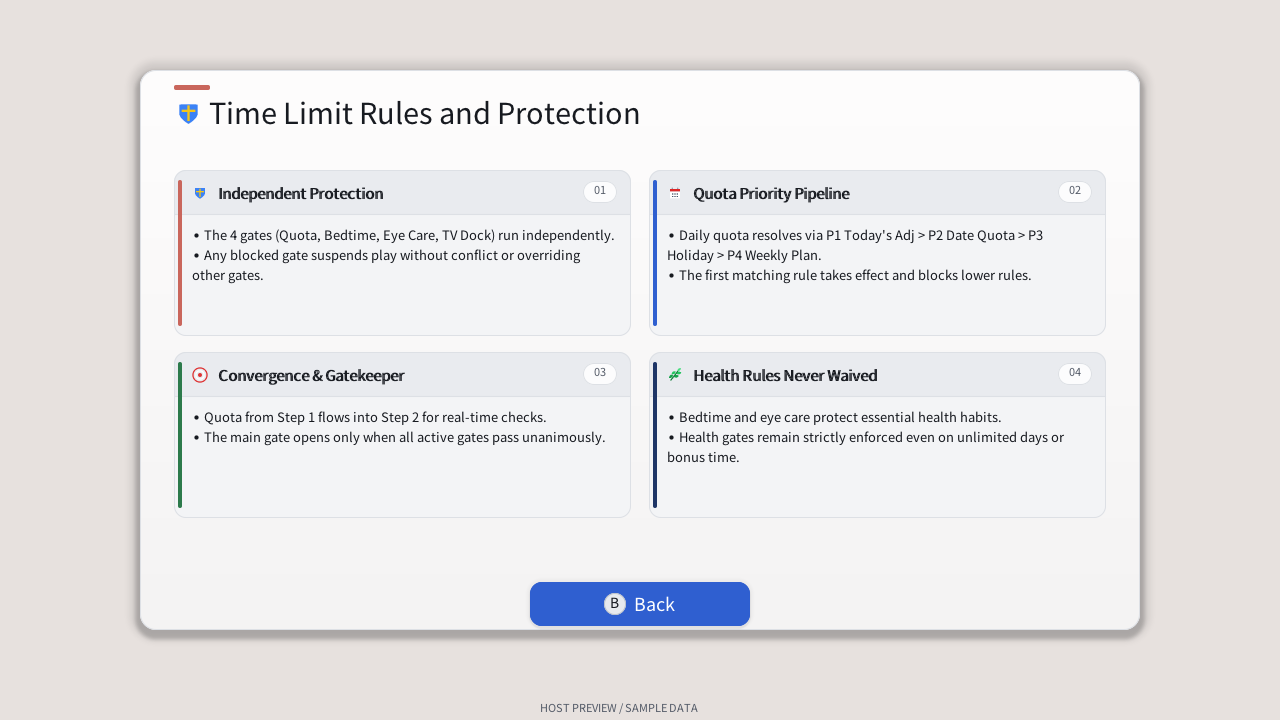 Time Limit Rules and Protection
Independent Protection
01
• The 4 gates (Quota, Bedtime, Eye Care, TV Dock) run independently.
• Any blocked gate suspends play without conflict or overriding
other gates.
Quota Priority Pipeline
02
• Daily quota resolves via P1 Today's Adj > P2 Date Quota > P3
Holiday > P4 Weekly Plan.
• The first matching rule takes effect and blocks lower rules.
Convergence & Gatekeeper
03
• Quota from Step 1 flows into Step 2 for real-time checks.
• The main gate opens only when all active gates pass unanimously.
Health Rules Never Waived
04
• Bedtime and eye care protect essential health habits.
• Health gates remain strictly enforced even on unlimited days or
bonus time.
B Back
HOST PREVIEW / SAMPLE DATA